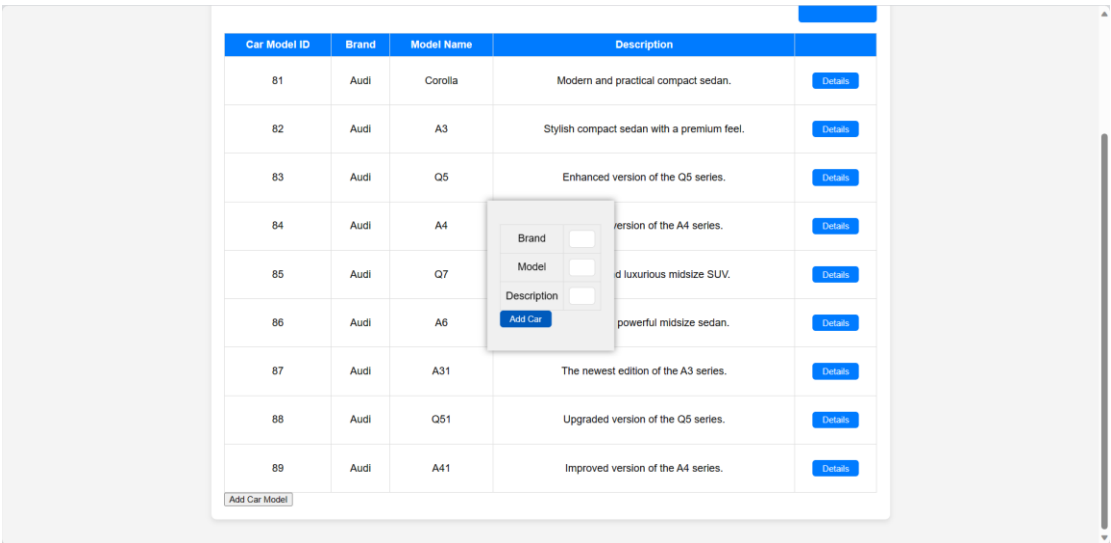 Car Model ID Brand Model Name Description
81 Audi Corolla Modern and practical compact sedan. Details
82 Audi A3 Stylish compact sedan with a premium feel. Details
83 Audi Q5 Enhanced version of the Q5 series. Details
84 Audi A4 version of the A4 series. Details
85 Audi Q7 luxurious midsize SUV. Details
86 Audi A6 powerful midsize sedan. Details
87 Audi A31 The newest edition of the A3 series. Details
88 Audi Q51 Upgraded version of the Q5 series. Details
89 Audi A41 Improved version of the A4 series. Details
Add Car Model
Brand
Model
Description
Add Car